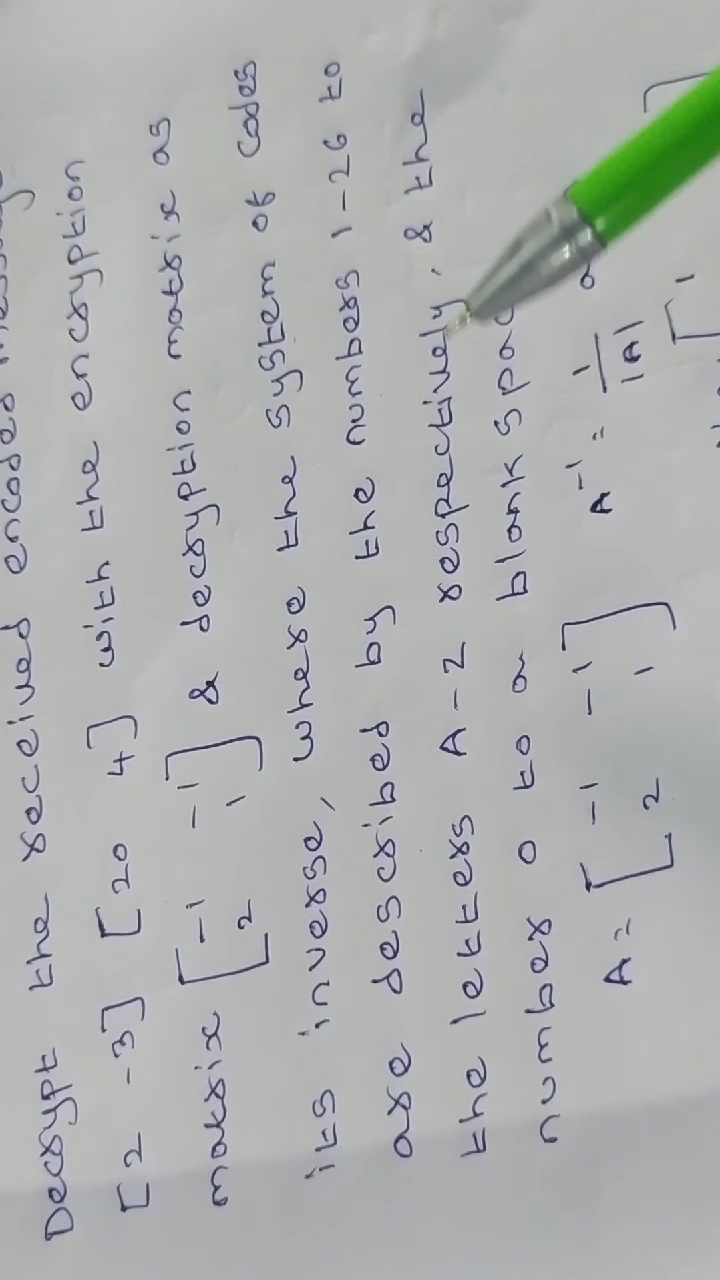 Decrypt the received encoded message
[2 -3] [20 4] with the encryption
matrix [-1 -1
2 1] & decryption matrix as
its inverse, where the system of codes
are described by the numbers 1-26 to
the letters A-Z respectively, & the
number 0 to a blank
A = [-1 -1
2 1] A⁻¹ = 1/|A|
[1